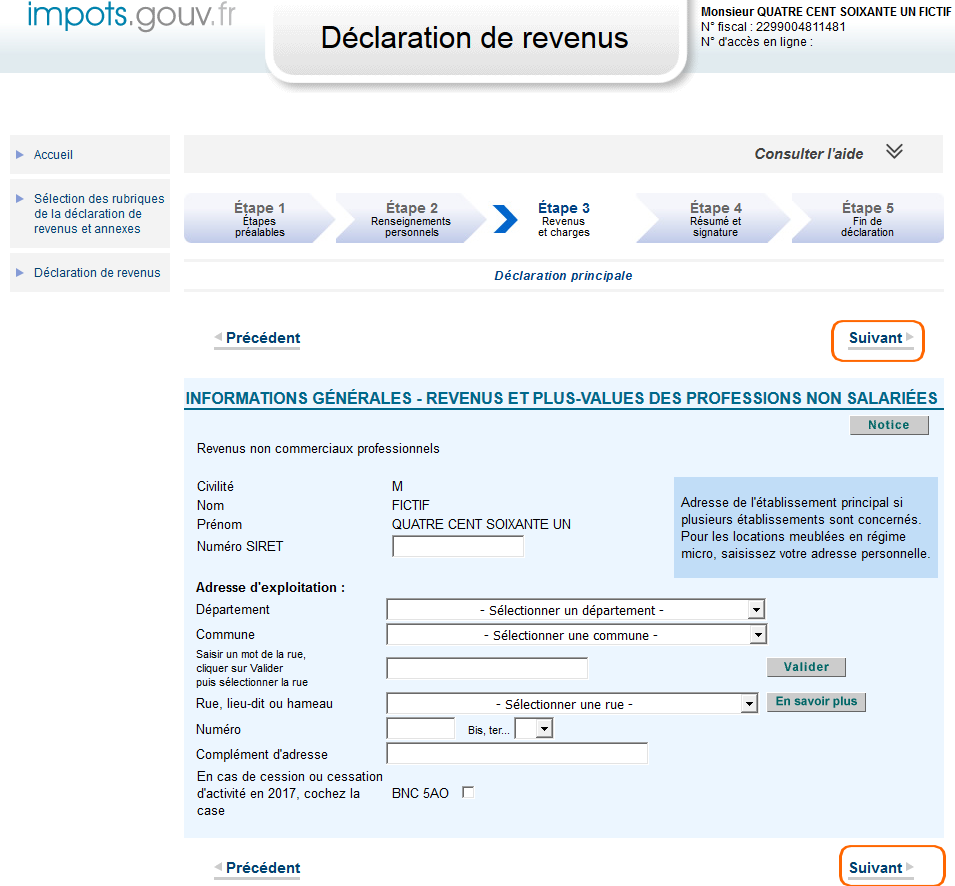 impots.gouv.fr
Déclaration de revenus
Monsieur QUATRE CENT SOIXANTE UN FICTIF
N° fiscal : 2299004811481
N° d'accès en ligne :
Accueil
Sélection des rubriques
de la déclaration de
revenus et annexes
Déclaration de revenus
Consulter l'aide
Étape 1
Étapes
préalables
Étape 2
Renseignements
personnels
Étape 3
Revenus
et charges
Étape 4
Résumé et
signature
Étape 5
Fin de
déclaration
Déclaration principale
Précédent
Suivant
INFORMATIONS GÉNÉRALES - REVENUS ET PLUS-VALUES DES PROFESSIONS NON SALARIÉES
Notice
Revenus non commerciaux professionnels
Civilité M
Nom FICTIF
Prénom QUATRE CENT SOIXANTE UN
Numéro SIRET
Adresse de l'établissement principal si
plusieurs établissements sont concernés.
Pour les locations meublées en régime
micro, saisissez votre adresse personnelle.
Adresse d'exploitation :
Département - Sélectionner un département -
Commune - Sélectionner une commune -
Saisir un mot de la rue,
cliquer sur Valider
puis sélectionner la rue
Valider
Rue, lieu-dit ou hameau - Sélectionner une rue - En savoir plus
Numéro Bis, ter...
Complément d'adresse
En cas de cession ou cessation
d'activité en 2017, cochez la BNC 5AO
case
Précédent
Suivant